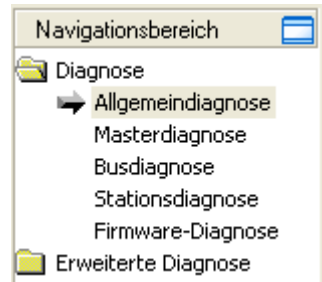 Navigationsbereich
Diagnose
Allgemeindiagnose
Masterdiagnose
Busdiagnose
Stationsdiagnose
Firmware-Diagnose
Erweiterte Diagnose